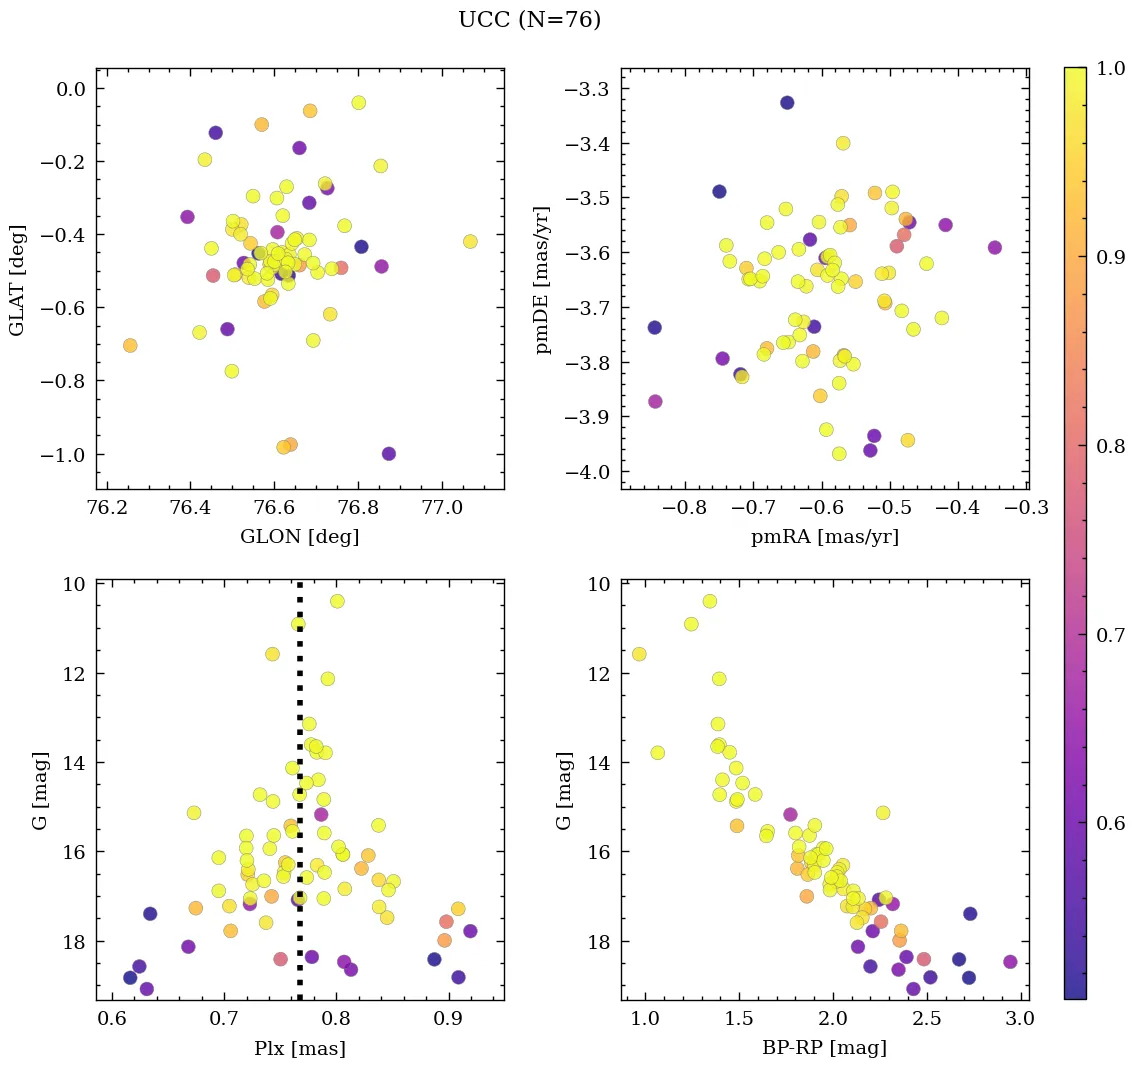 UCC (N=76)
0.0
−0.2
−0.4
−0.6
−0.8
−1.0
GLAT [deg]
76.2 76.4 76.6 76.8 77.0
GLON [deg]
−3.3
−3.4
−3.5
−3.6
−3.7
−3.8
−3.9
−4.0
pmDE [mas/yr]
−0.8 −0.7 −0.6 −0.5 −0.4 −0.3
pmRA [mas/yr]
10
12
14
16
18
G [mag]
0.6 0.7 0.8 0.9
Plx [mas]
10
12
14
16
18
G [mag]
1.0 1.5 2.0 2.5 3.0
BP-RP [mag]
1.0
0.9
0.8
0.7
0.6